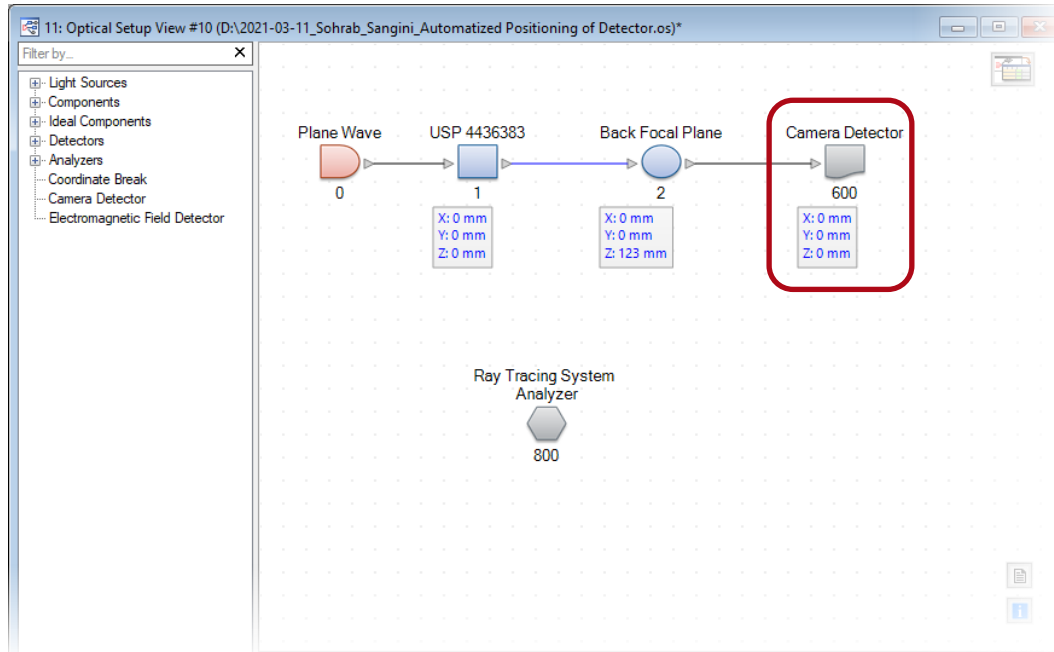 11: Optical Setup View #10 (D:\2021-03-11_Sohrab_Sangini_Automatized Positioning of Detector.os)*
Filter by...
Light Sources
Components
Ideal Components
Detectors
Analyzers
Coordinate Break
Camera Detector
Electromagnetic Field Detector
Plane Wave
0
USP 4436383
1
X: 0 mm
Y: 0 mm
Z: 0 mm
Back Focal Plane
2
X: 0 mm
Y: 0 mm
Z: 123 mm
Camera Detector
600
X: 0 mm
Y: 0 mm
Z: 0 mm
Ray Tracing System
Analyzer
800